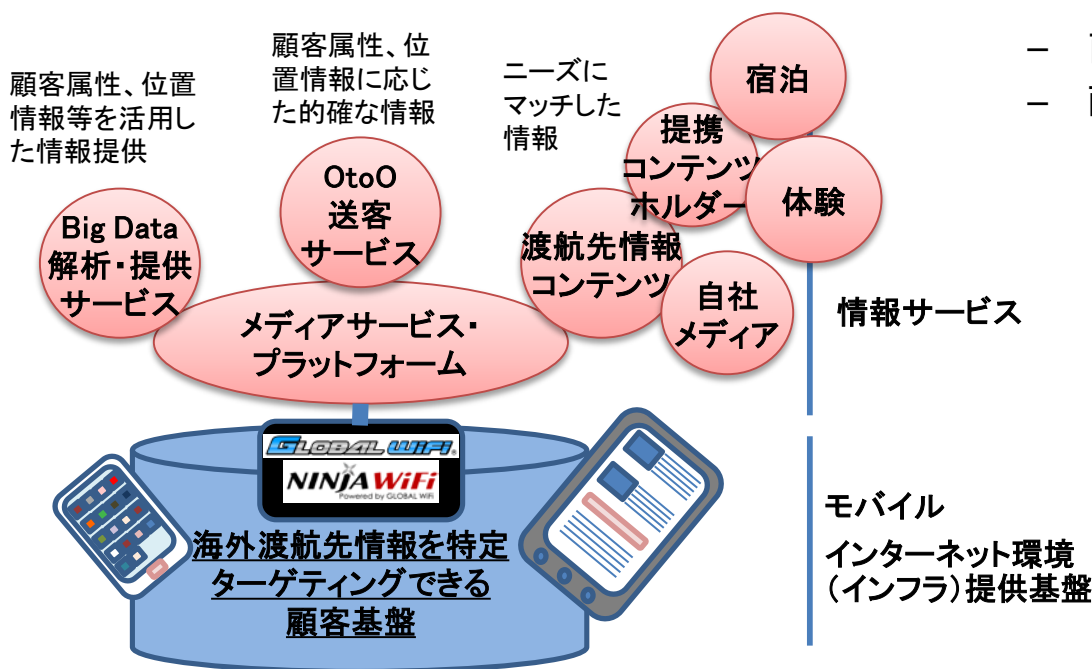 顧客属性、位置
情報等を活用し
た情報提供
顧客属性、位
置情報に応じ
た的確な情報
ニーズに
マッチした
情報
宿泊
提携
コンテンツ
ホルダー
体験
Big Data
解析・提供
サービス
OtoO
送客
サービス
渡航先情報
コンテンツ
自社
メディア
メディアサービス・
プラットフォーム
情報サービス
GLOBAL WiFi®
NINJA WiFi
Powered by GLOBAL WiFi
海外渡航先情報を特定
ターゲティングできる
顧客基盤
モバイル
インターネット環境
（インフラ）提供基盤